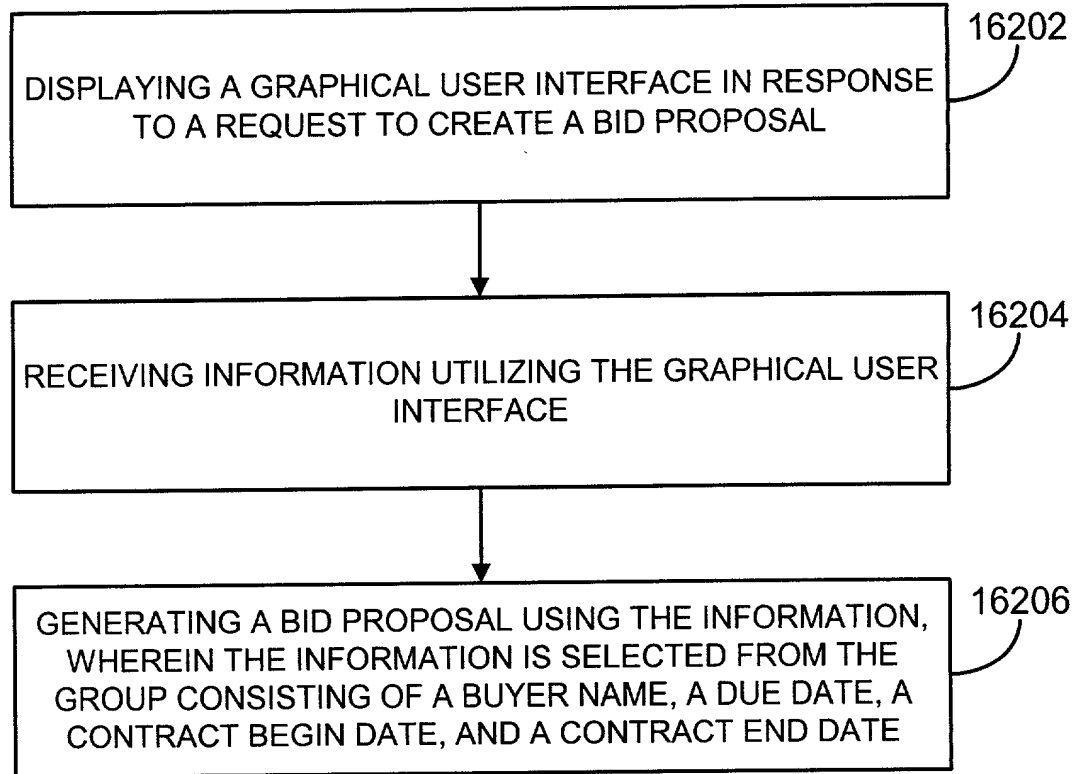 16202
DISPLAYING A GRAPHICAL USER INTERFACE IN RESPONSE
TO A REQUEST TO CREATE A BID PROPOSAL
16204
RECEIVING INFORMATION UTILIZING THE GRAPHICAL USER
INTERFACE
16206
GENERATING A BID PROPOSAL USING THE INFORMATION,
WHEREIN THE INFORMATION IS SELECTED FROM THE
GROUP CONSISTING OF A BUYER NAME, A DUE DATE, A
CONTRACT BEGIN DATE, AND A CONTRACT END DATE